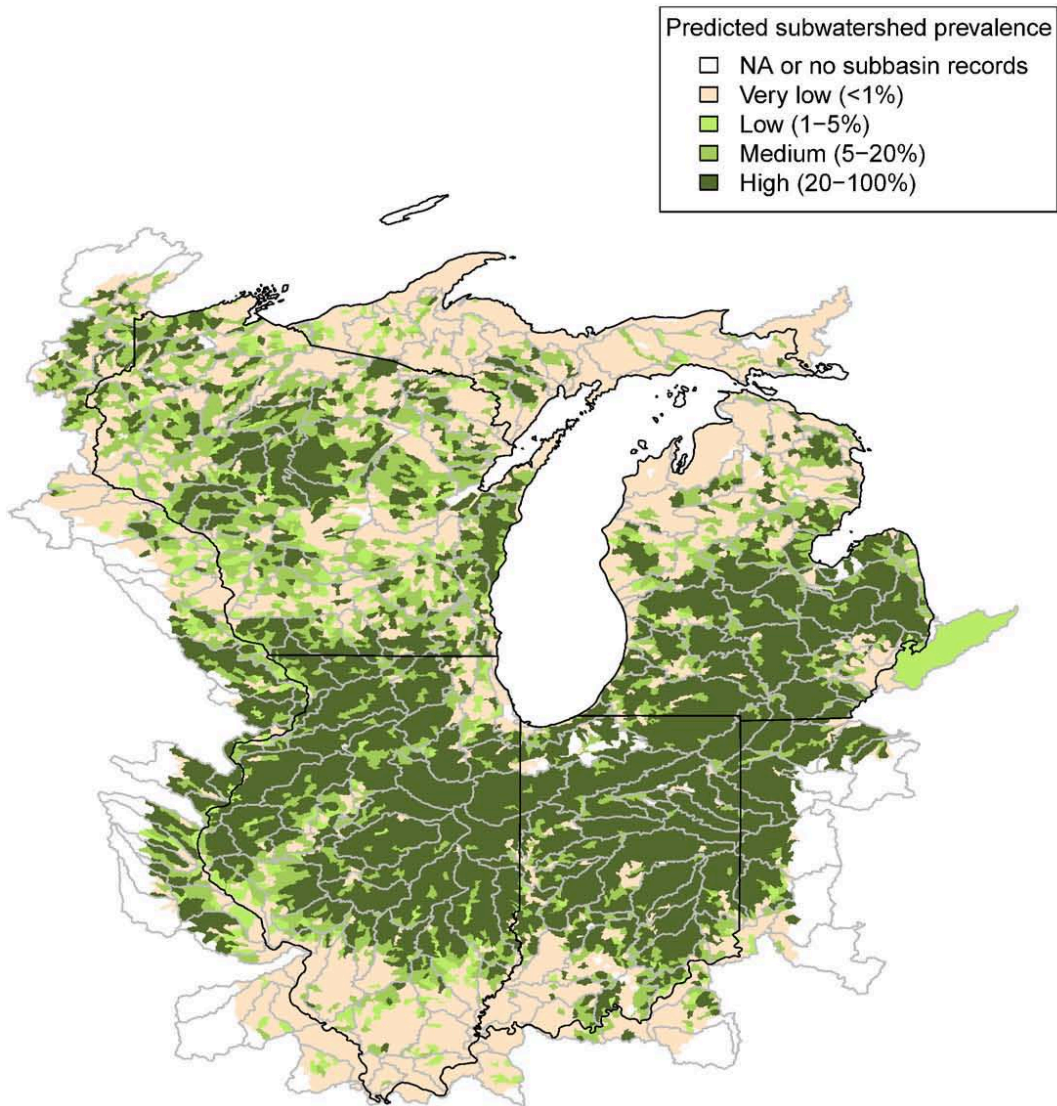 Predicted subwatershed prevalence
NA or no subbasin records
Very low (<1%)
Low (1−5%)
Medium (5−20%)
High (20−100%)